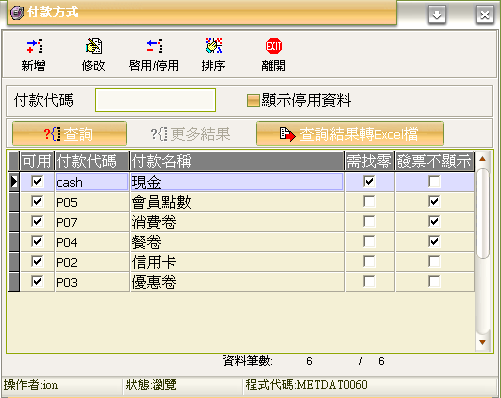 付款方式
新增 修改 啓用/停用 排序 EXIT 離開
付款代碼 顯示停用資料
查詢 更多結果 查詢結果轉Excel檔
可用 付款代碼 付款名稱 需找零 發票不顯示
cash 現金
P05 會員點數
P07 消費卷
P04 餐卷
P02 信用卡
P03 優惠卷
資料筆數: 6 / 6
操作者:ion 狀態:瀏覽 程式代碼:METDAT0060